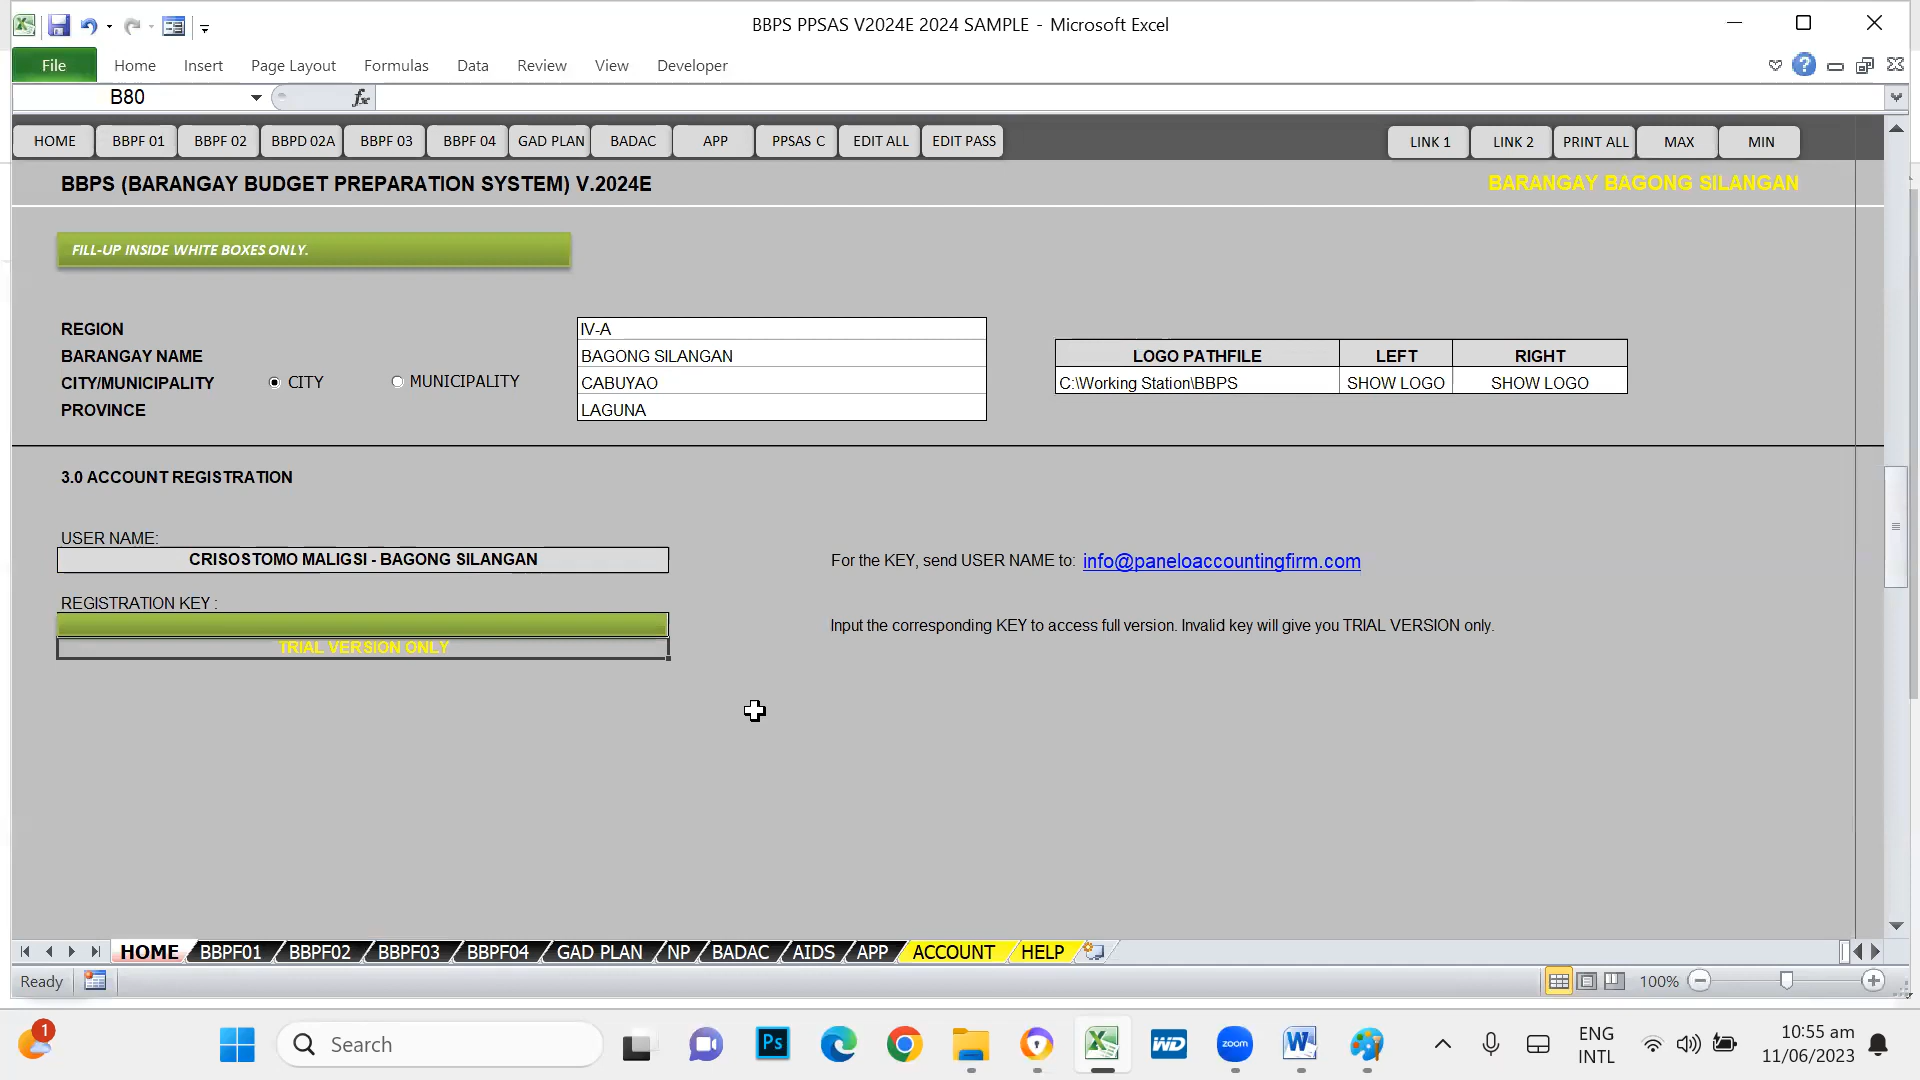 BBPS PPSAS V2024E 2024 SAMPLE - Microsoft Excel
File Home Insert Page Layout Formulas Data Review View Developer
B80 fx
HOME BBPF 01 BBPF 02 BBPD 02A BBPF 03 BBPF 04 GAD PLAN BADAC APP PPSAS C EDIT ALL EDIT PASS LINK 1 LINK 2 PRINT ALL MAX MIN
BBPS (BARANGAY BUDGET PREPARATION SYSTEM) V.2024E BARANGAY BAGONG SILANGAN
FILL-UP INSIDE WHITE BOXES ONLY.
REGION IV-A
BARANGAY NAME BAGONG SILANGAN LOGO PATHFILE LEFT RIGHT
CITY/MUNICIPALITY CITY MUNICIPALITY CABUYAO C:\Working Station\BBPS SHOW LOGO SHOW LOGO
PROVINCE LAGUNA
3.0 ACCOUNT REGISTRATION
USER NAME:
CRISOSTOMO MALIGSI - BAGONG SILANGAN For the KEY, send USER NAME to: info@paneloaccountingfirm.com
REGISTRATION KEY :
Input the corresponding KEY to access full version. Invalid key will give you TRIAL VERSION only.
TRIAL VERSION ONLY
HOME BBPF01 BBPF02 BBPF03 BBPF04 GAD PLAN NP BADAC AIDS APP ACCOUNT HELP
Ready 100%
1 Search Ps WD zoom W ENG 10:55 am
INTL 11/06/2023